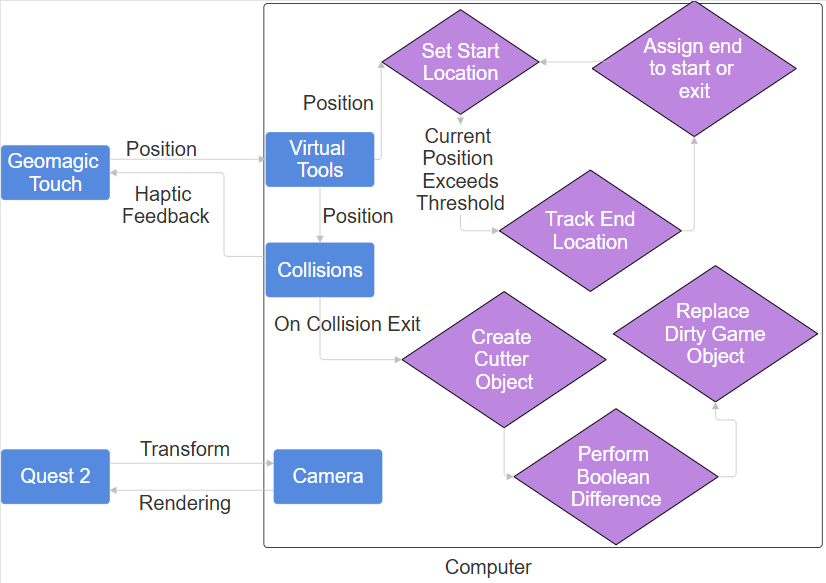 Set Start
Location
Assign end
to start or
exit
Position
Current
Position
Exceeds
Threshold
Geomagic
Touch
Position
Virtual
Tools
Haptic
Feedback
Position
Track End
Location
Collisions
On Collision Exit
Create
Cutter
Object
Replace
Dirty Game
Object
Quest 2
Transform
Rendering
Camera
Perform
Boolean
Difference
Computer